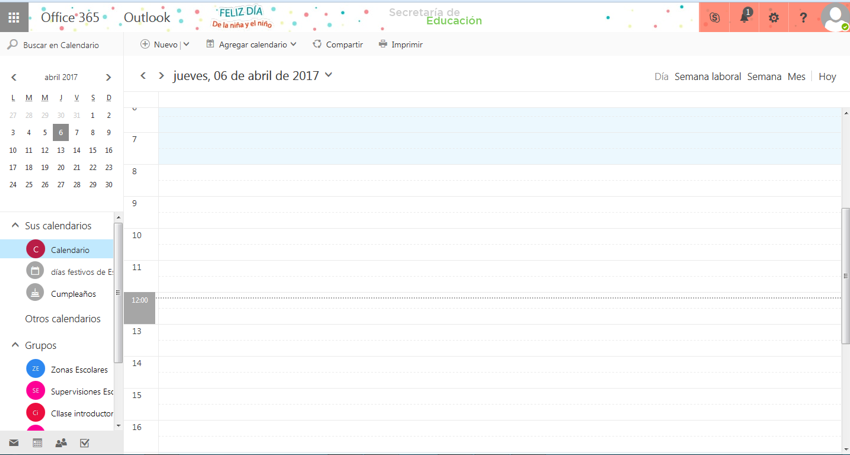 Office 365 Outlook FELIZ DÍA De la niña y el niño Secretaría de Educación 1 ?
Buscar en Calendario Nuevo Agregar calendario Compartir Imprimir
abril 2017
jueves, 06 de abril de 2017 Día Semana laboral Semana Mes Hoy
L M M J V S D
27 28 29 30 31 1 2
3 4 5 6 7 8 9
10 11 12 13 14 15 16
17 18 19 20 21 22 23
24 25 26 27 28 29 30
Sus calendarios
C Calendario
días festivos de Es
Cumpleaños
Otros calendarios
Grupos
ZE Zonas Escolares
SE Supervisiones Esc
Ci Cllase introductor
7
8
9
10
11
12:00
13
14
15
16